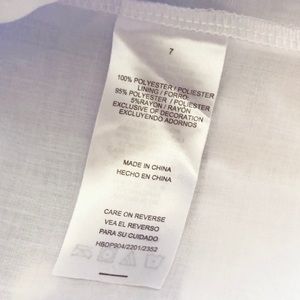 7
100% POLYESTER / POLIESTER
LINING / FORRO:
95% POLYESTER / POLIESTER
5%RAYON / RAYÓN
EXCLUSIVE OF DECORATION
EXCLUYENDO ADORNOS
MADE IN CHINA
HECHO EN CHINA
CARE ON REVERSE
VEA EL REVERSO
PARA SU CUIDADO
HBDP904/2201/2352